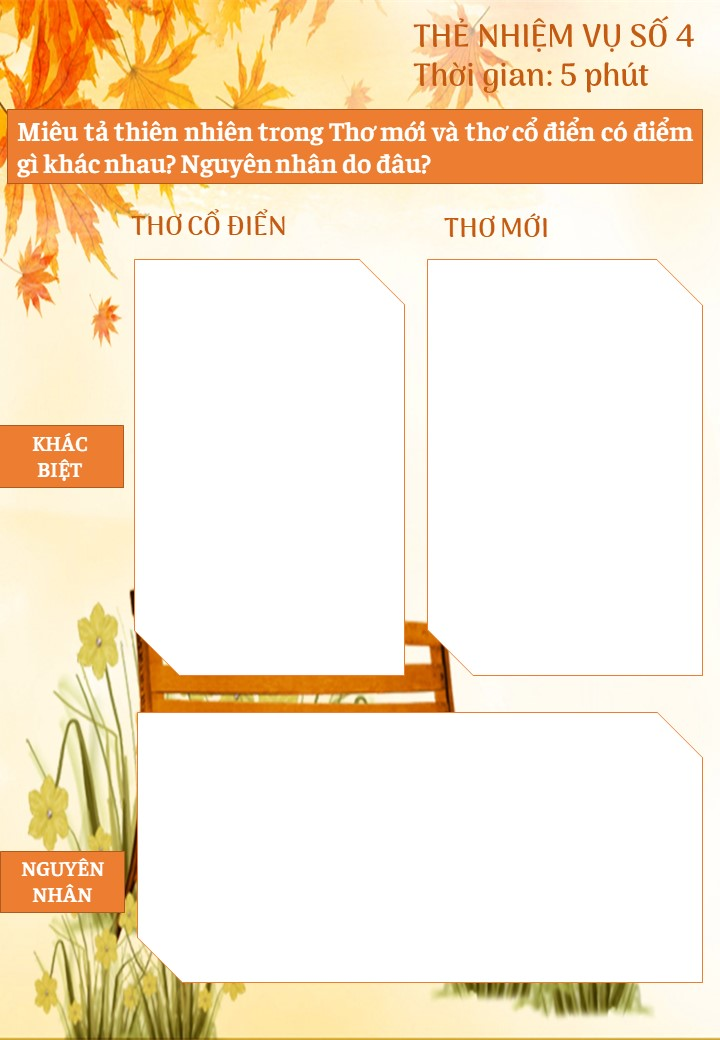 THẺ NHIỆM VỤ SỐ 4
Thời gian: 5 phút
Miêu tả thiên nhiên trong Thơ mới và thơ cổ điển có điểm
gì khác nhau? Nguyên nhân do đâu?
THƠ CỔ ĐIỂN
THƠ MỚI
KHÁC
BIỆT
NGUYÊN
NHÂN